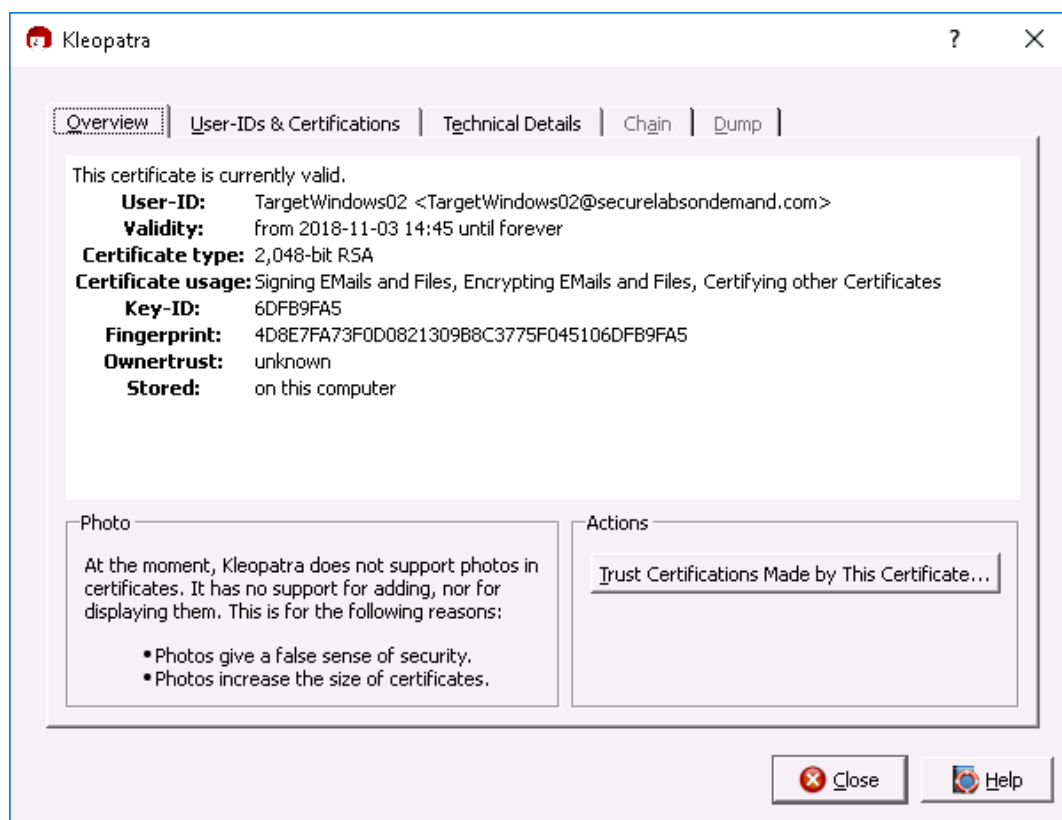 Kleopatra
?
Overview
User-IDs & Certifications
Technical Details
Chain
Dump
This certificate is currently valid.
User-ID: TargetWindows02 <TargetWindows02@securelabsondemand.com>
Validity: from 2018-11-03 14:45 until forever
Certificate type: 2,048-bit RSA
Certificate usage: Signing EMails and Files, Encrypting EMails and Files, Certifying other Certificates
Key-ID: 6DFB9FA5
Fingerprint: 4D8E7FA73F0D0821309B8C3775F045106DFB9FA5
Ownertrust: unknown
Stored: on this computer
Photo
At the moment, Kleopatra does not support photos in
certificates. It has no support for adding, nor for
displaying them. This is for the following reasons:
• Photos give a false sense of security.
• Photos increase the size of certificates.
Actions
Trust Certifications Made by This Certificate...
Close
Help